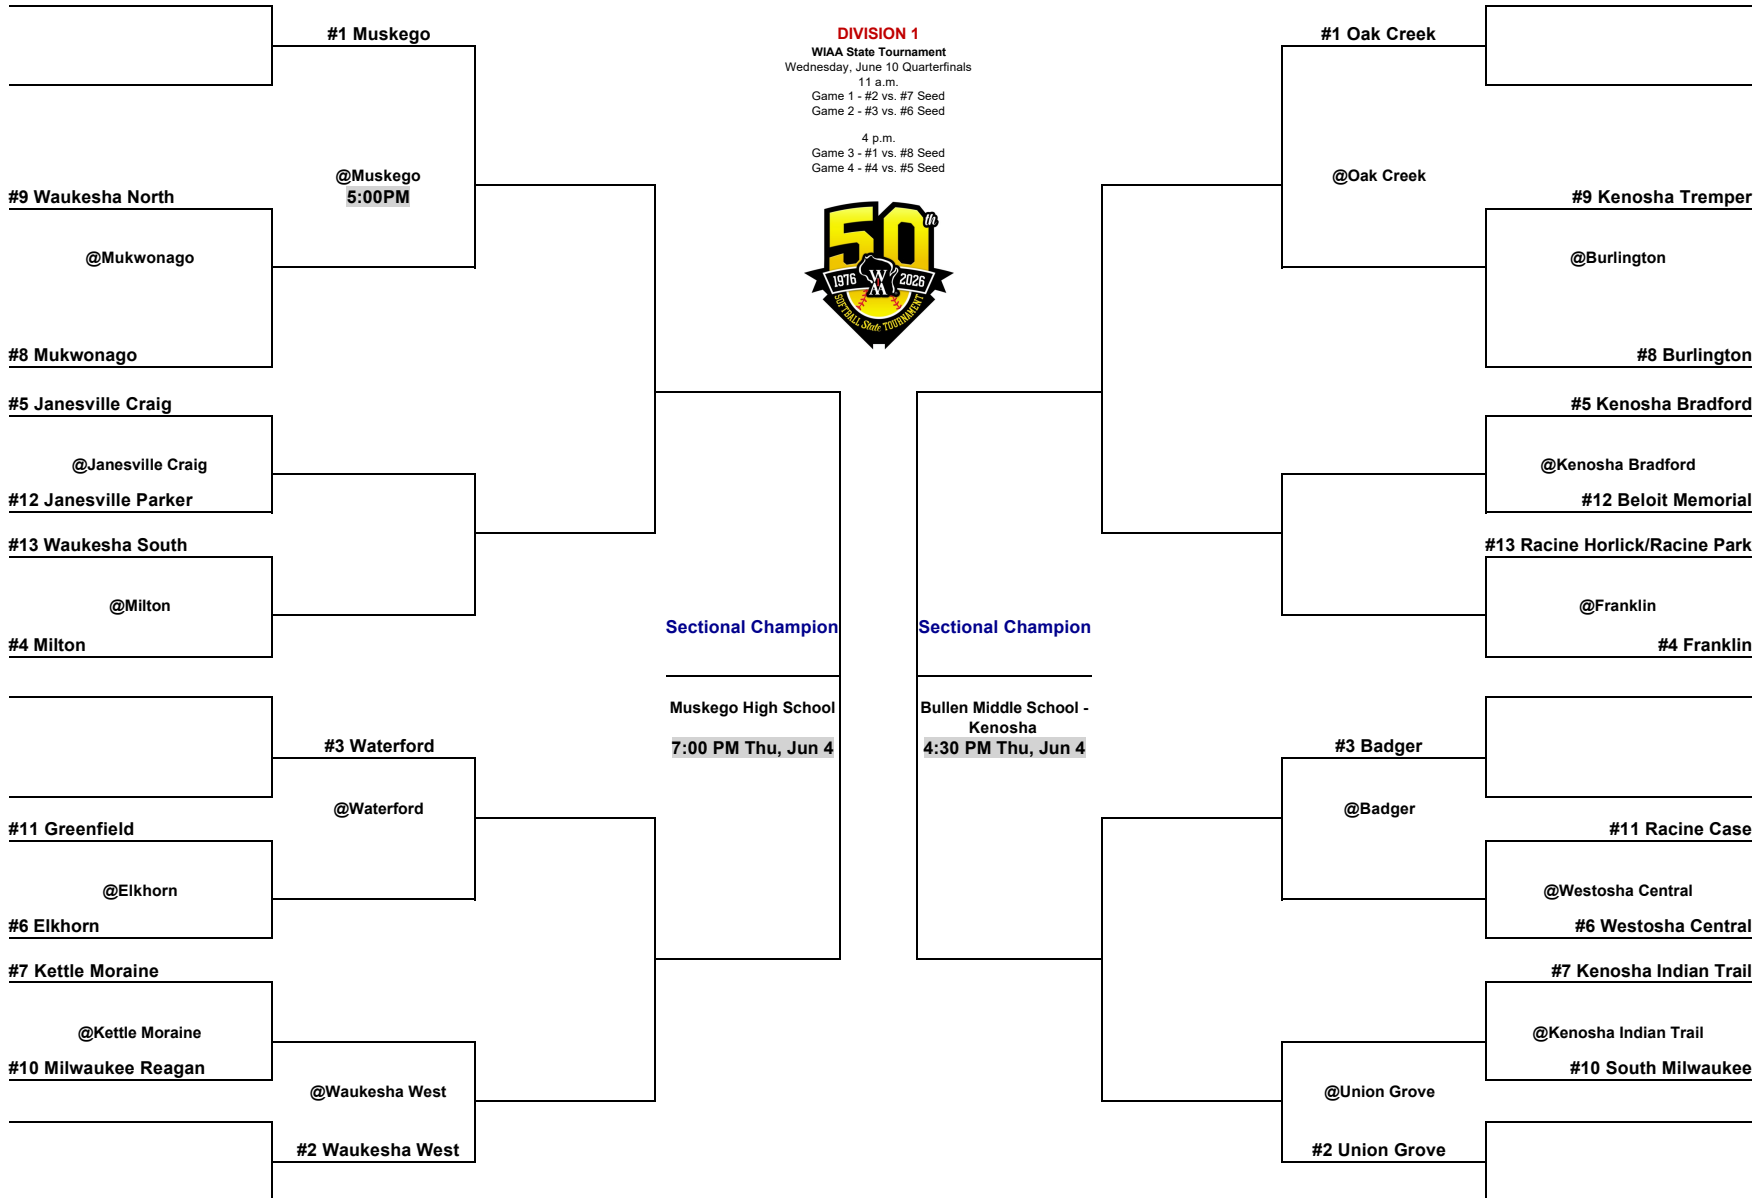 #1 Muskego
@Muskego
5:00PM
#9 Waukesha North
@Mukwonago
#8 Mukwonago
#5 Janesville Craig
@Janesville Craig
#12 Janesville Parker
#13 Waukesha South
@Milton
#4 Milton
#3 Waterford
@Waterford
#11 Greenfield
@Elkhorn
#6 Elkhorn
#7 Kettle Moraine
@Kettle Moraine
#10 Milwaukee Reagan
@Waukesha West
#2 Waukesha West
Sectional Champion
Muskego High School
7:00 PM Thu, Jun 4
DIVISION 1
WIAA State Tournament
Wednesday, June 10 Quarterfinals
11 a.m.
Game 1 - #2 vs. #7 Seed
Game 2 - #3 vs. #6 Seed
4 p.m.
Game 3 - #1 vs. #8 Seed
Game 4 - #4 vs. #5 Seed
50th
1976 WIAA 2026
SOFTBALL State TOURNAMENT
Sectional Champion
Bullen Middle School -
Kenosha
4:30 PM Thu, Jun 4
#1 Oak Creek
@Oak Creek
#9 Kenosha Tremper
@Burlington
#8 Burlington
#5 Kenosha Bradford
@Kenosha Bradford
#12 Beloit Memorial
#13 Racine Horlick/Racine Park
@Franklin
#4 Franklin
#3 Badger
@Badger
#11 Racine Case
@Westosha Central
#6 Westosha Central
#7 Kenosha Indian Trail
@Kenosha Indian Trail
#10 South Milwaukee
@Union Grove
#2 Union Grove